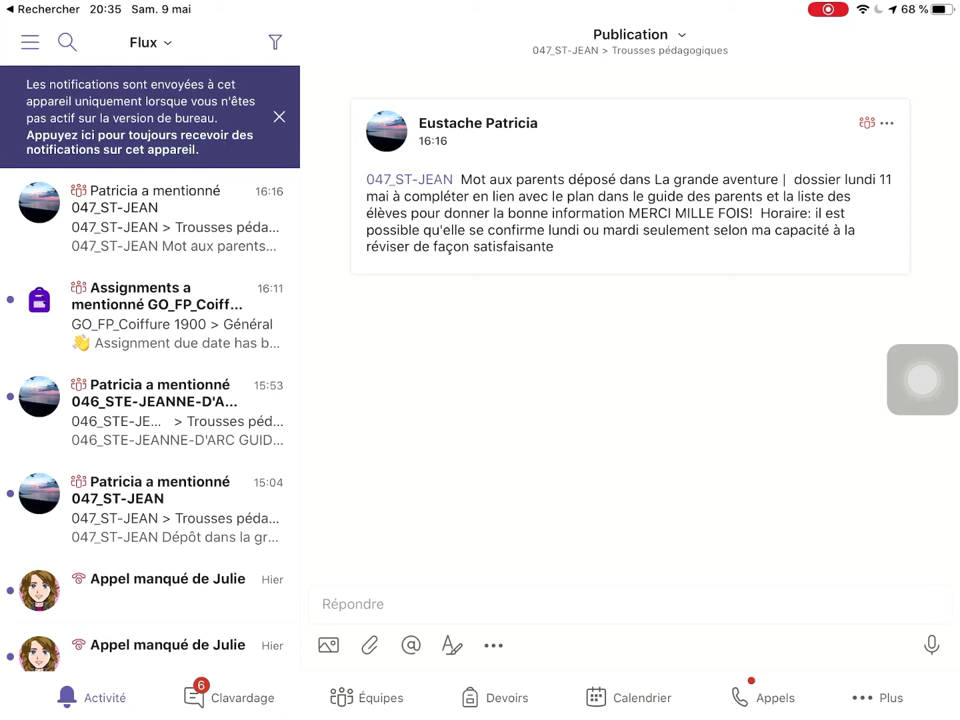 ◀ Rechercher 20:35 Sam. 9 mai
68 %
Flux
Les notifications sont envoyées à cet
appareil uniquement lorsque vous n'êtes
pas actif sur la version de bureau.
Appuyez ici pour toujours recevoir des
notifications sur cet appareil.
Patricia a mentionné 16:16
047_ST-JEAN
047_ST-JEAN > Trousses péda...
047_ST-JEAN Mot aux parents...
Assignments a 16:11
mentionné GO_FP_Coiff...
GO_FP_Coiffure 1900 > Général
👋 Assignment due date has b...
Patricia a mentionné 15:53
046_STE-JEANNE-D'A...
046_STE-JE... > Trousses péd...
046_STE-JEANNE-D'ARC GUID...
Patricia a mentionné 15:04
047_ST-JEAN
047_ST-JEAN > Trousses péda...
047_ST-JEAN Dépôt dans la gr...
Appel manqué de Julie Hier
Appel manqué de Julie Hier
Publication
047_ST-JEAN > Trousses pédagogiques
Eustache Patricia
16:16
047_ST-JEAN Mot aux parents déposé dans La grande aventure | dossier lundi 11
mai à compléter en lien avec le plan dans le guide des parents et la liste des
élèves pour donner la bonne information MERCI MILLE FOIS! Horaire: il est
possible qu'elle se confirme lundi ou mardi seulement selon ma capacité à la
réviser de façon satisfaisante
Répondre
Activité
6
Clavardage
Équipes
Devoirs
Calendrier
Appels
Plus